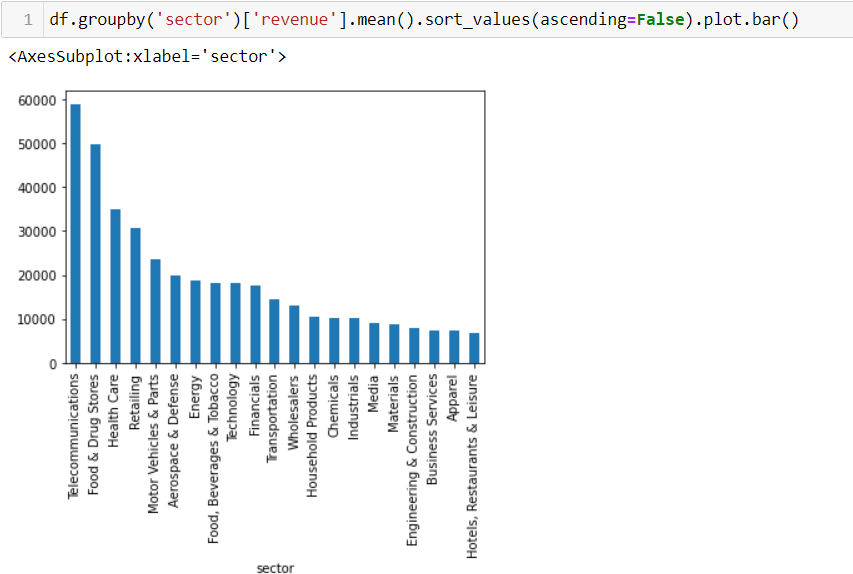 1 df.groupby('sector')['revenue'].mean().sort_values(ascending=False).plot.bar()
<AxesSubplot:xlabel='sector'>
60000
50000
40000
30000
20000
10000
0
Telecommunications
Food & Drug Stores
Health Care
Retailing
Motor Vehicles & Parts
Aerospace & Defense
Energy
Food, Beverages & Tobacco
Technology
Financials
Transportation
Wholesalers
Household Products
Chemicals
Industrials
Media
Materials
Engineering & Construction
Business Services
Apparel
Hotels, Restaurants & Leisure
sector